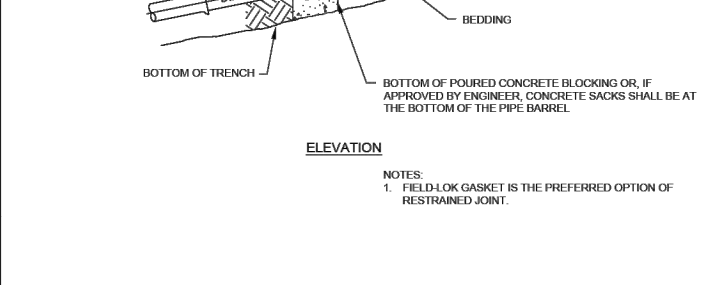 BEDDING
BOTTOM OF TRENCH
BOTTOM OF POURED CONCRETE BLOCKING OR, IF
APPROVED BY ENGINEER, CONCRETE SACKS SHALL BE AT
THE BOTTOM OF THE PIPE BARREL
ELEVATION
NOTES:
1. FIELD-LOK GASKET IS THE PREFERRED OPTION OF
RESTRAINED JOINT.